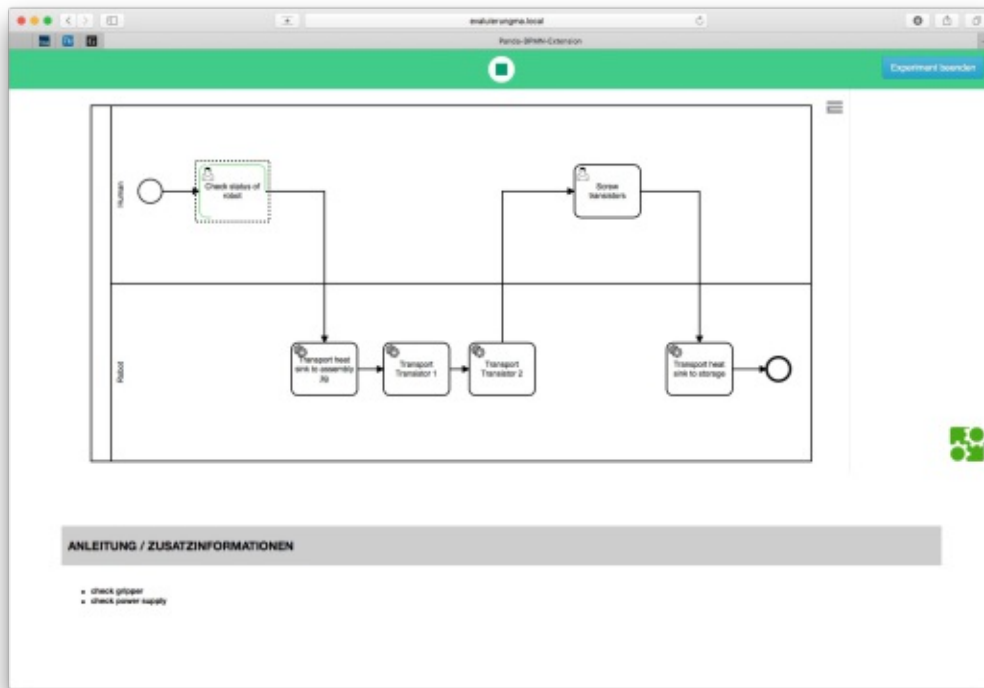 evaluierungma.local
Panda-BPMN-Extension
Experiment beenden
Human
Check status of
robot
Screw
transistors
Robot
Transport heat
sink to assembly
jig
Transport
Transistor 1
Transport
Transistor 2
Transport heat
sink to storage
ANLEITUNG / ZUSATZINFORMATIONEN
check gripper
check power supply